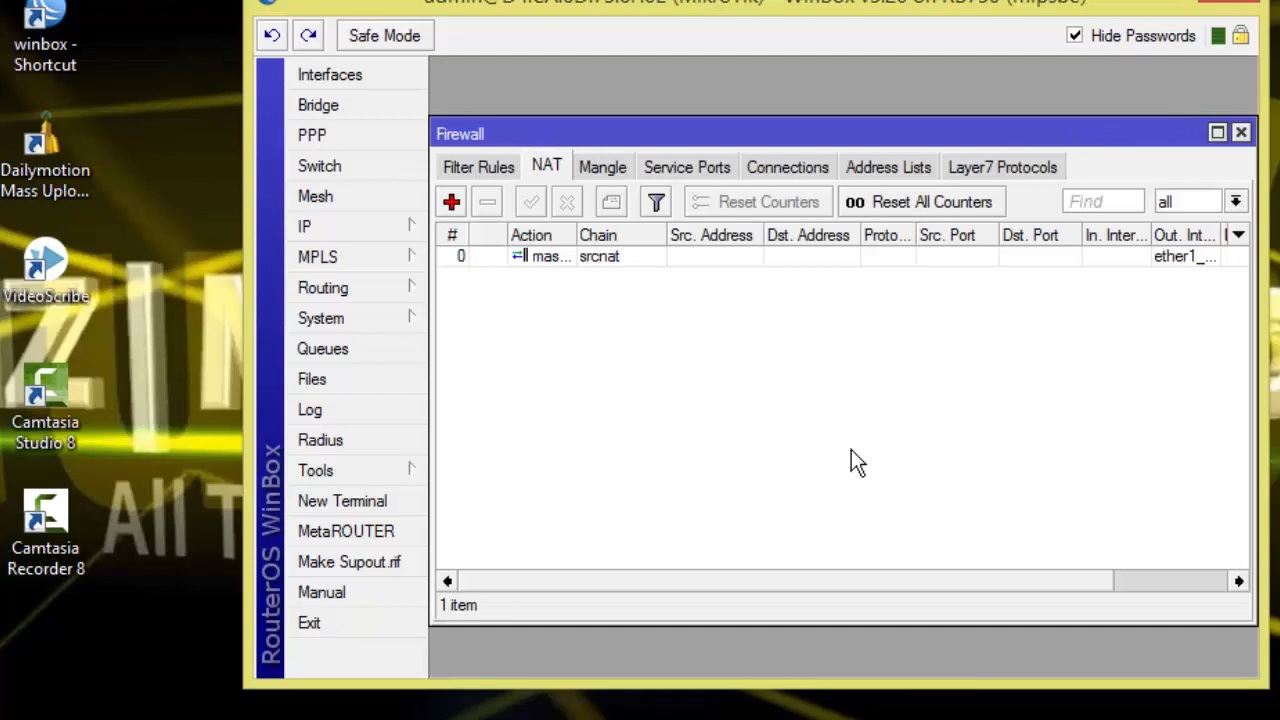 winbox -
Shortcut
Dailymotion
Mass Uplo...
VideoScribe
Camtasia
Studio 8
Camtasia
Recorder 8
All T
Safe Mode
Hide Passwords
RouterOS WinBox
Interfaces
Bridge
PPP
Switch
Mesh
IP
MPLS
Routing
System
Queues
Files
Log
Radius
Tools
New Terminal
MetaROUTER
Make Supout.rif
Manual
Exit
Firewall
Filter Rules NAT Mangle Service Ports Connections Address Lists Layer7 Protocols
Reset Counters 00 Reset All Counters Find all
# Action Chain Src. Address Dst. Address Proto... Src. Port Dst. Port In. Inter... Out. Int...
0 mas... srcnat ether1_...
1 item